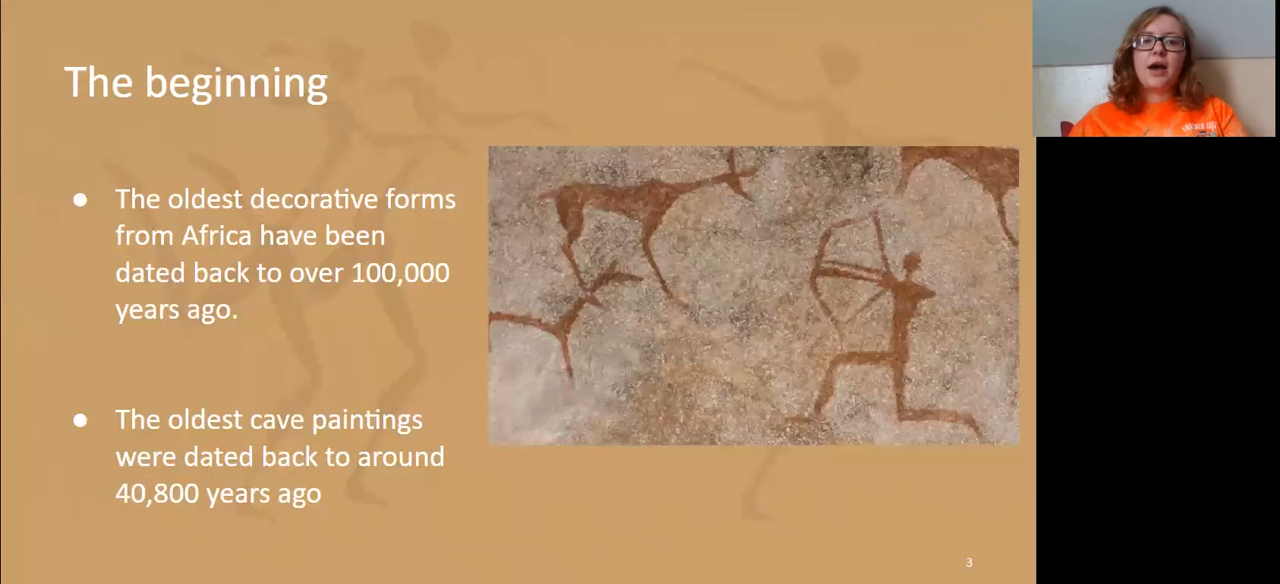 The beginning
● The oldest decorative forms
from Africa have been
dated back to over 100,000
years ago.
● The oldest cave paintings
were dated back to around
40,800 years ago
3